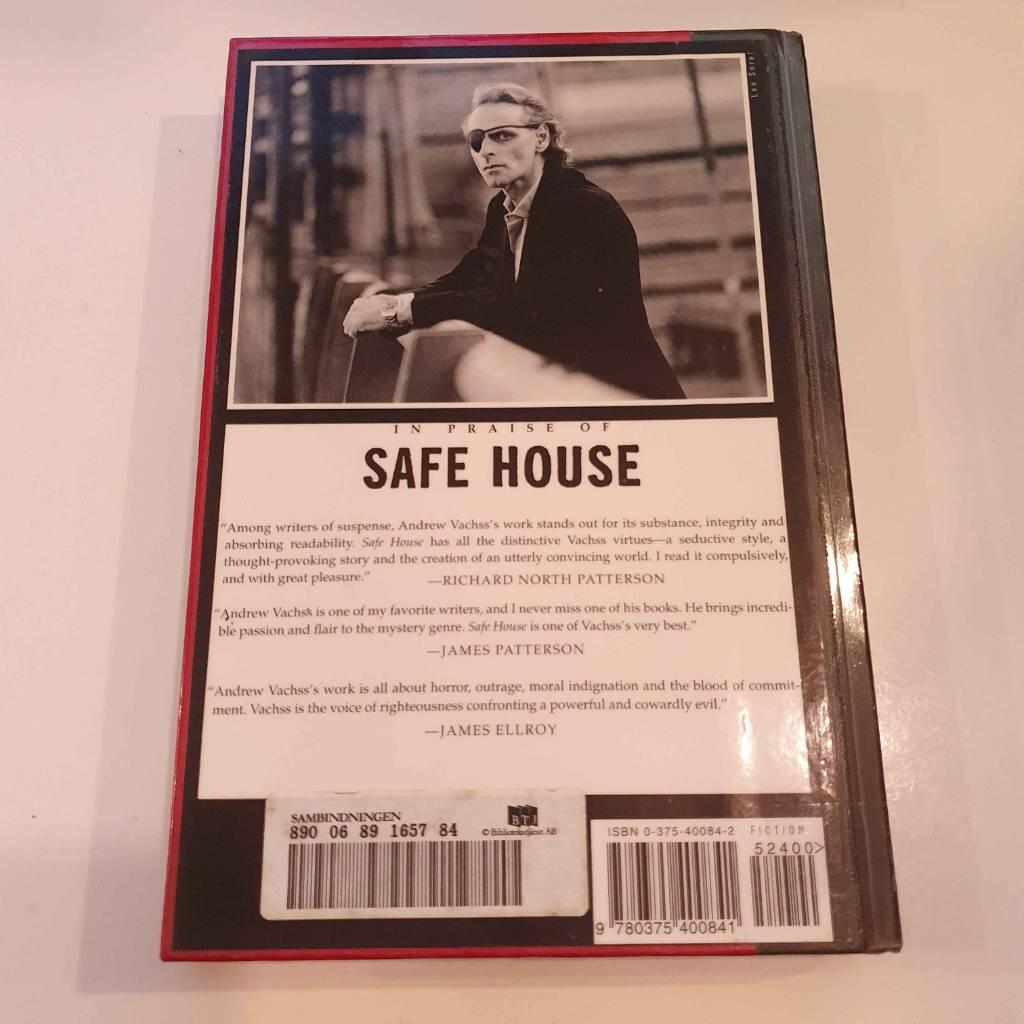 Leo Sorel
IN PRAISE OF
SAFE HOUSE
“Among writers of suspense, Andrew Vachss’s work stands out for its substance, integrity and
absorbing readability. Safe House has all the distinctive Vachss virtues—a seductive style, a
thought-provoking story and the creation of an utterly convincing world. I read it compulsively,
and with great pleasure.” —RICHARD NORTH PATTERSON
“Andrew Vachss is one of my favorite writers, and I never miss one of his books. He brings incredi-
ble passion and flair to the mystery genre. Safe House is one of Vachss’s very best.”
—JAMES PATTERSON
“Andrew Vachss’s work is all about horror, outrage, moral indignation and the blood of commit-
ment. Vachss is the voice of righteousness confronting a powerful and cowardly evil.”
—JAMES ELLROY
SAMBINDNINGEN
890 06 89 1657 84
BTJ
© Bibliotekstjänst AB
ISBN 0-375-40084-2 FICTION
52400>
9 780375 400841